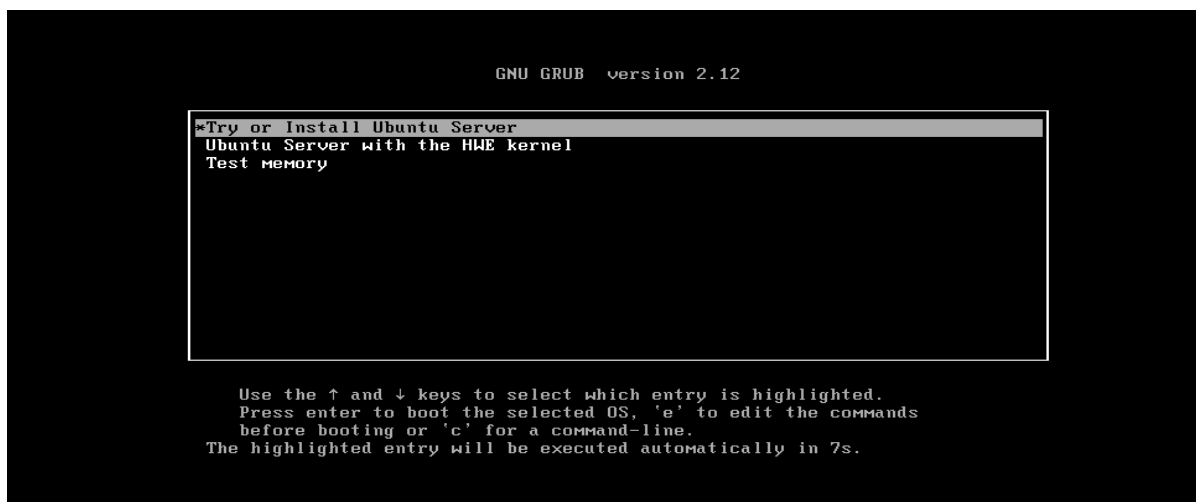 GNU GRUB  version 2.12
*Try or Install Ubuntu Server
Ubuntu Server with the HWE kernel
Test memory
Use the ↑ and ↓ keys to select which entry is highlighted.
Press enter to boot the selected OS, `e' to edit the commands
before booting or `c' for a command-line.
The highlighted entry will be executed automatically in 7s.